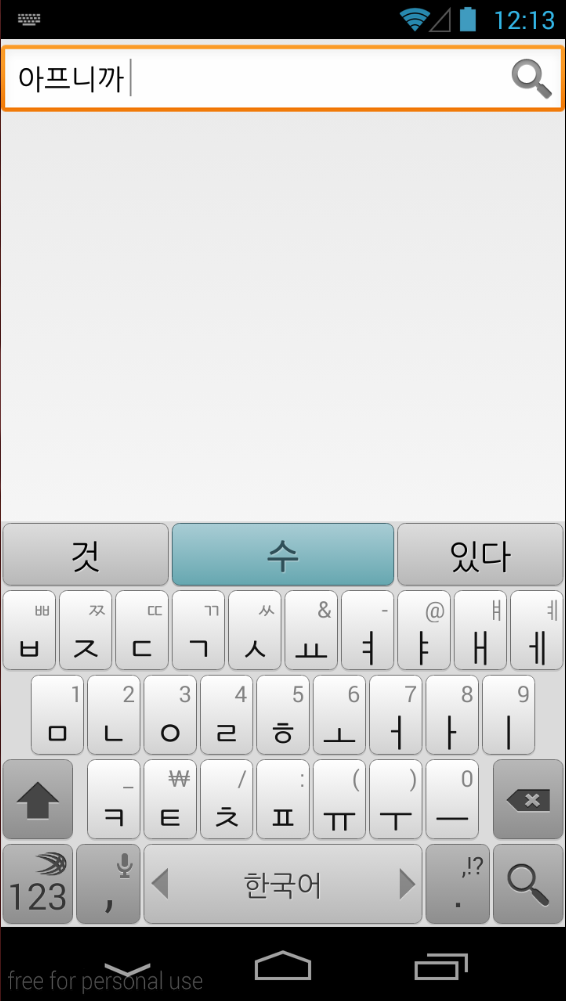 12:13
아프니까
것 수 있다
ㅃ ㅉ ㄸ ㄲ ㅆ & - @ ㅒ ㅖ
ㅂ ㅈ ㄷ ㄱ ㅅ ㅛ ㅕ ㅑ ㅐ ㅔ
1 2 3 4 5 6 7 8 9
ㅁ ㄴ ㅇ ㄹ ㅎ ㅗ ㅓ ㅏ ㅣ
_ ₩ / : ( ) 0
ㅋ ㅌ ㅊ ㅍ ㅠ ㅜ ㅡ
,!?
123 , 한국어 .
free for personal use